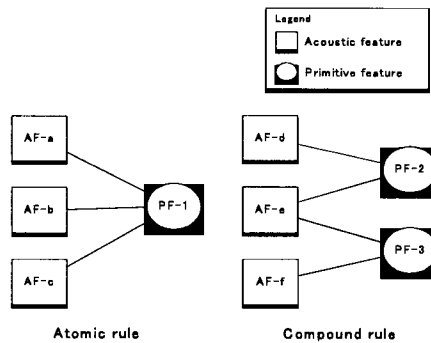 Legend
Acoustic feature
Primitive feature
AF-a
AF-b
AF-c
PF-1
Atomic rule
AF-d
AF-e
AF-f
PF-2
PF-3
Compound rule